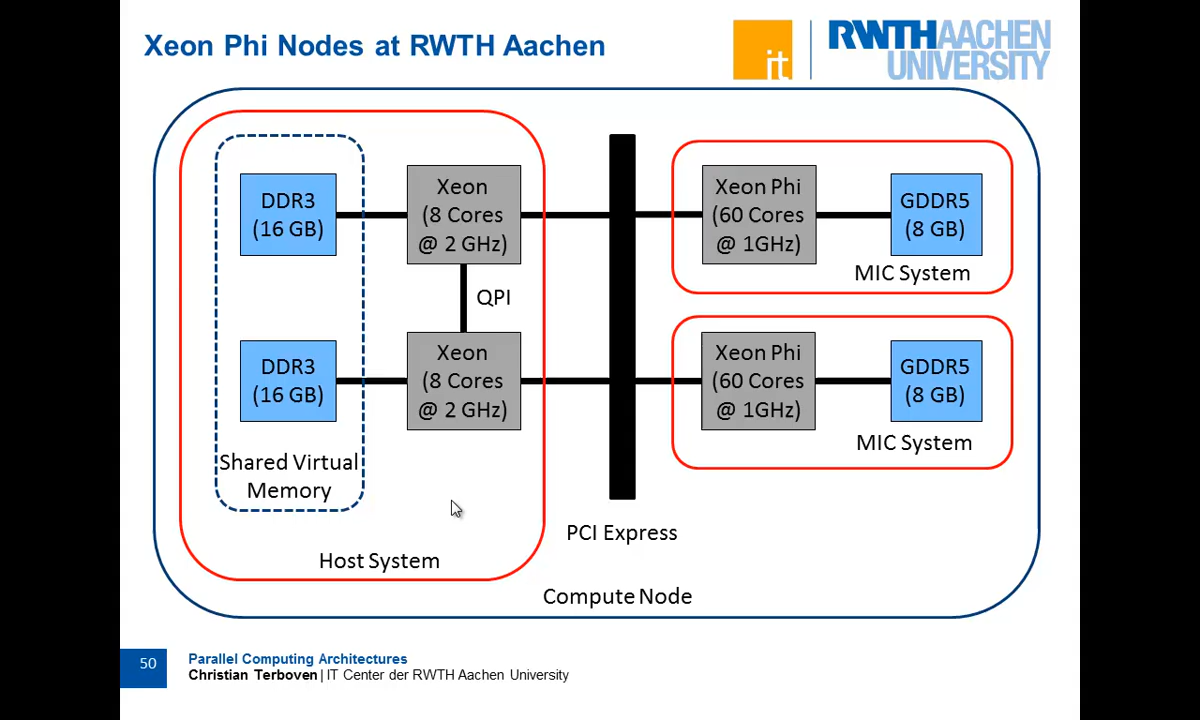 Xeon Phi Nodes at RWTH Aachen
it
RWTHAACHEN
UNIVERSITY
DDR3
(16 GB)
Xeon
(8 Cores
@ 2 GHz)
Xeon Phi
(60 Cores
@ 1GHz)
GDDR5
(8 GB)
MIC System
QPI
DDR3
(16 GB)
Xeon
(8 Cores
@ 2 GHz)
Xeon Phi
(60 Cores
@ 1GHz)
GDDR5
(8 GB)
MIC System
Shared Virtual
Memory
PCI Express
Host System
Compute Node
50
Parallel Computing Architectures
Christian Terboven | IT Center der RWTH Aachen University